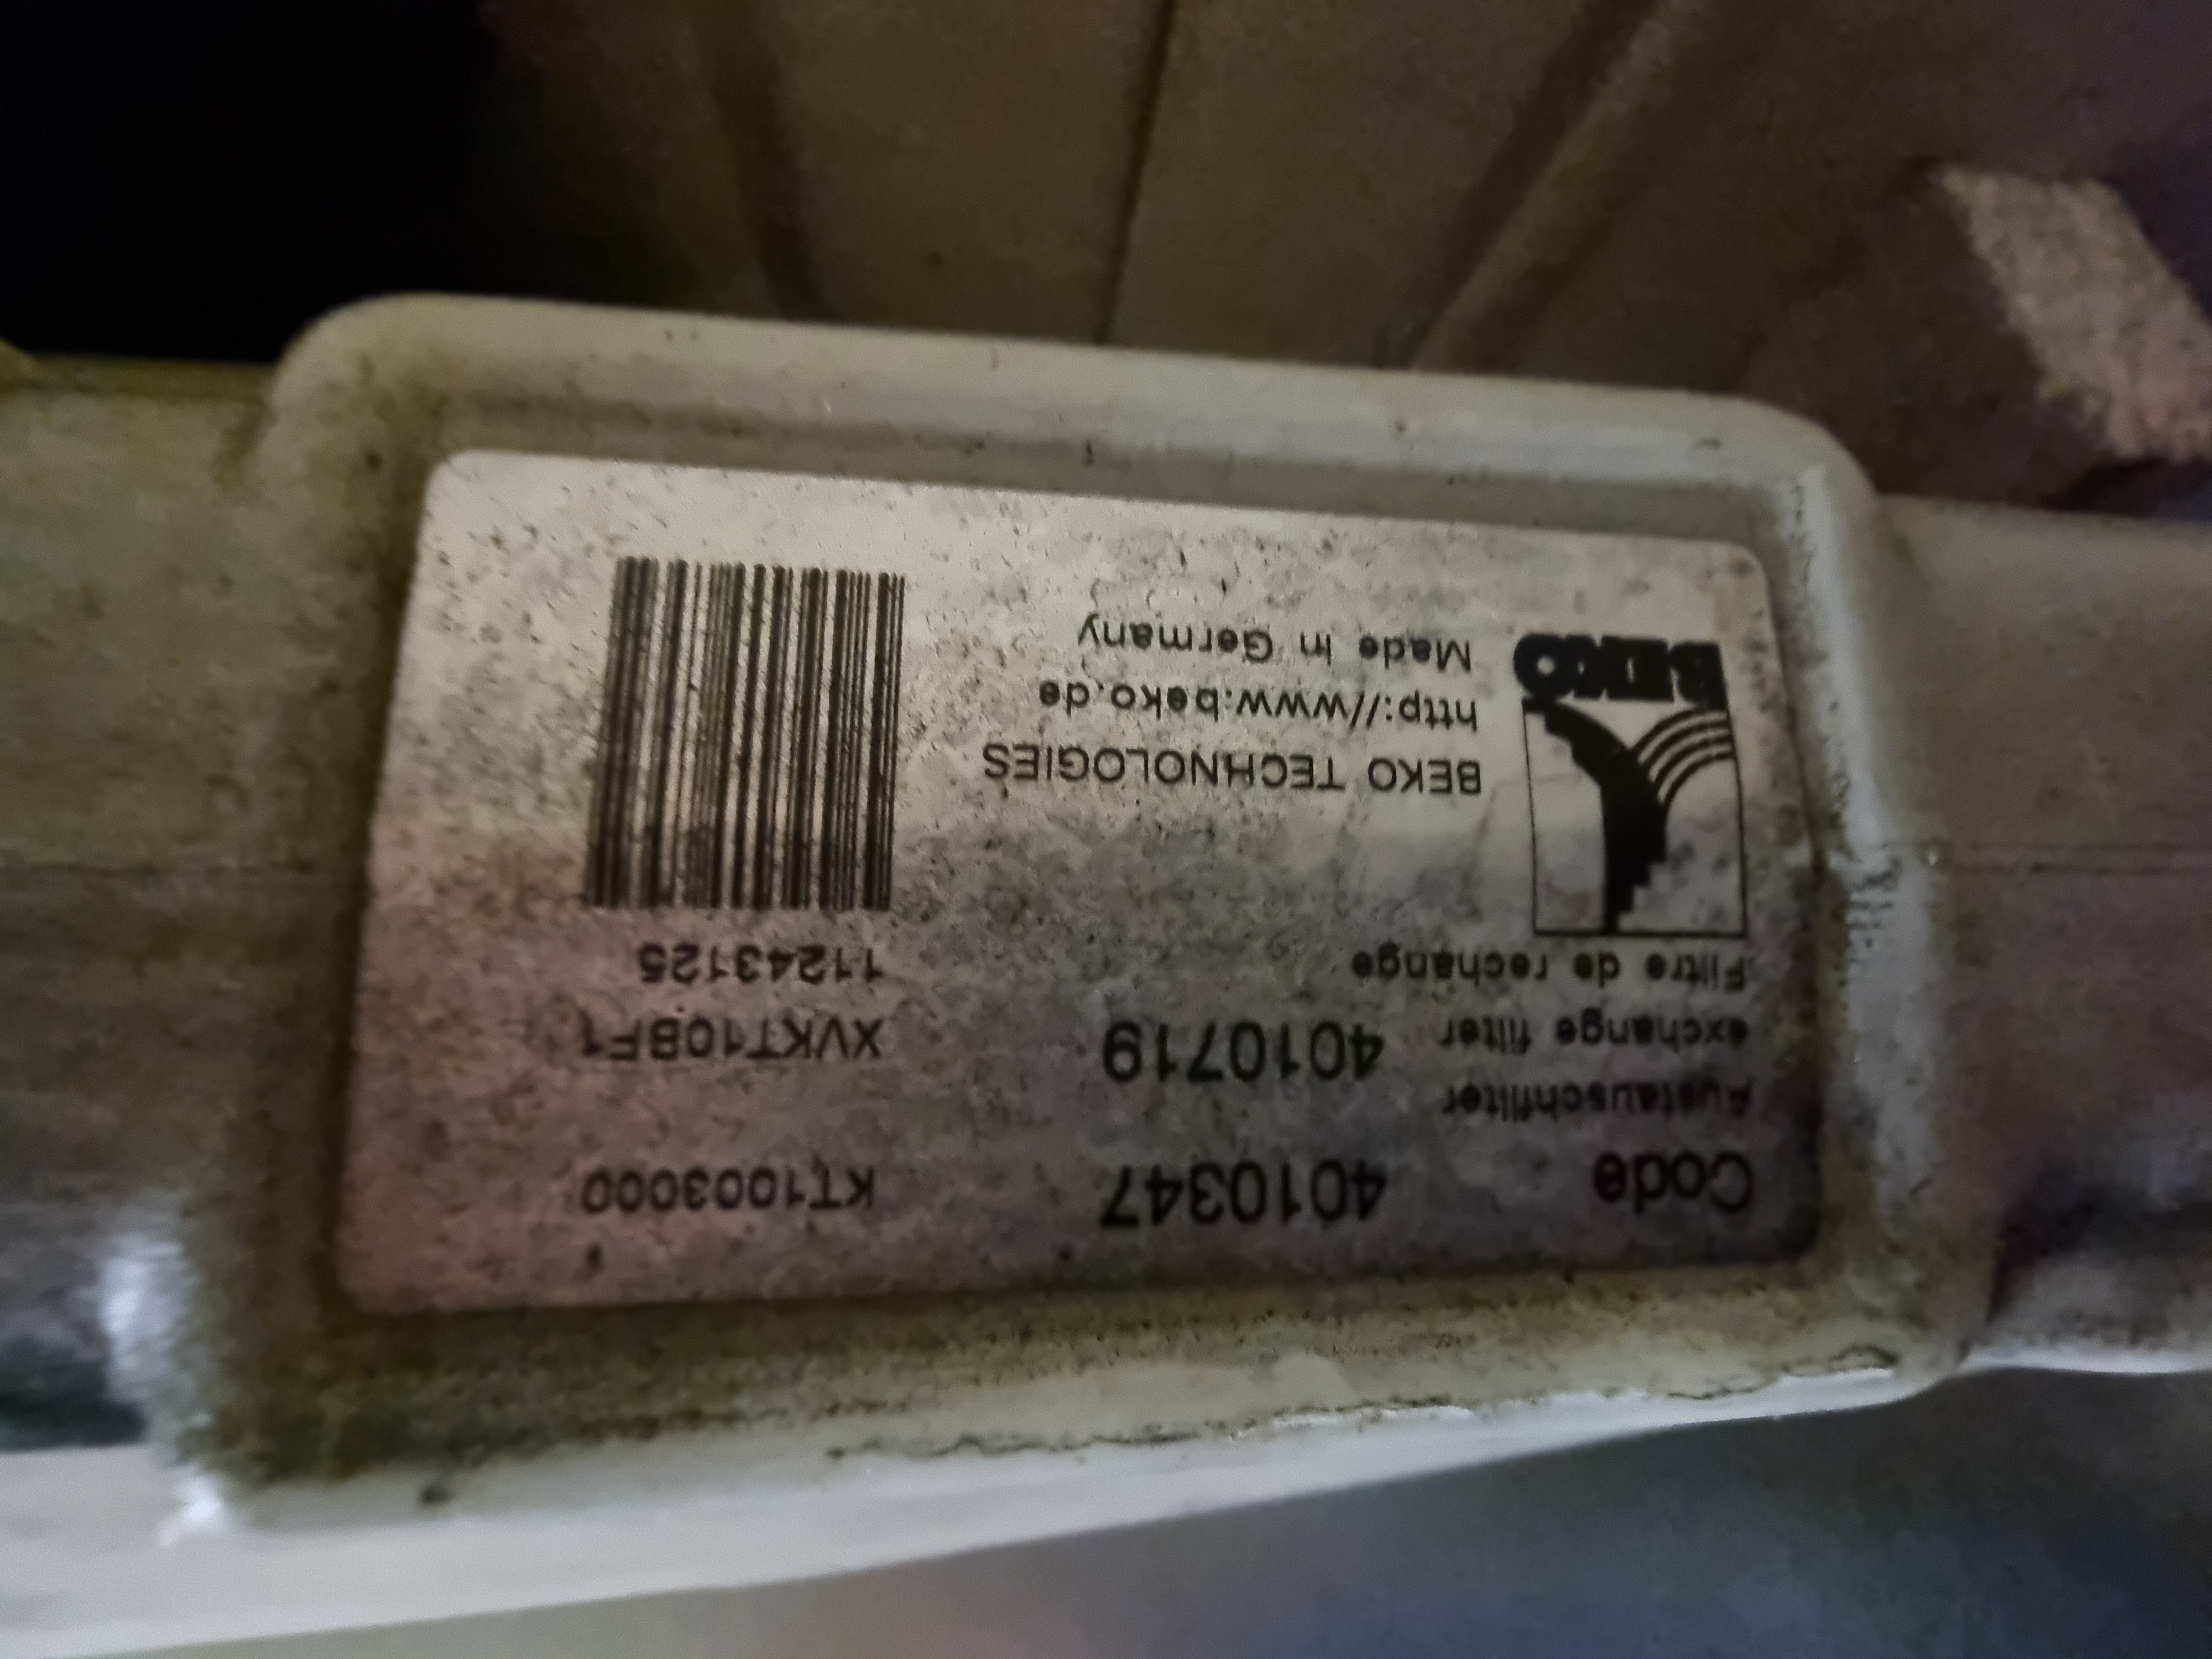 Code 4010347 KT1003000
Austauschfilter
exchange filter 4010719 XVKT10BF1
Filtre de rechange 11243125
BEKO TECHNOLOGIES
http://www.beko.de
Made in Germany
BEKO